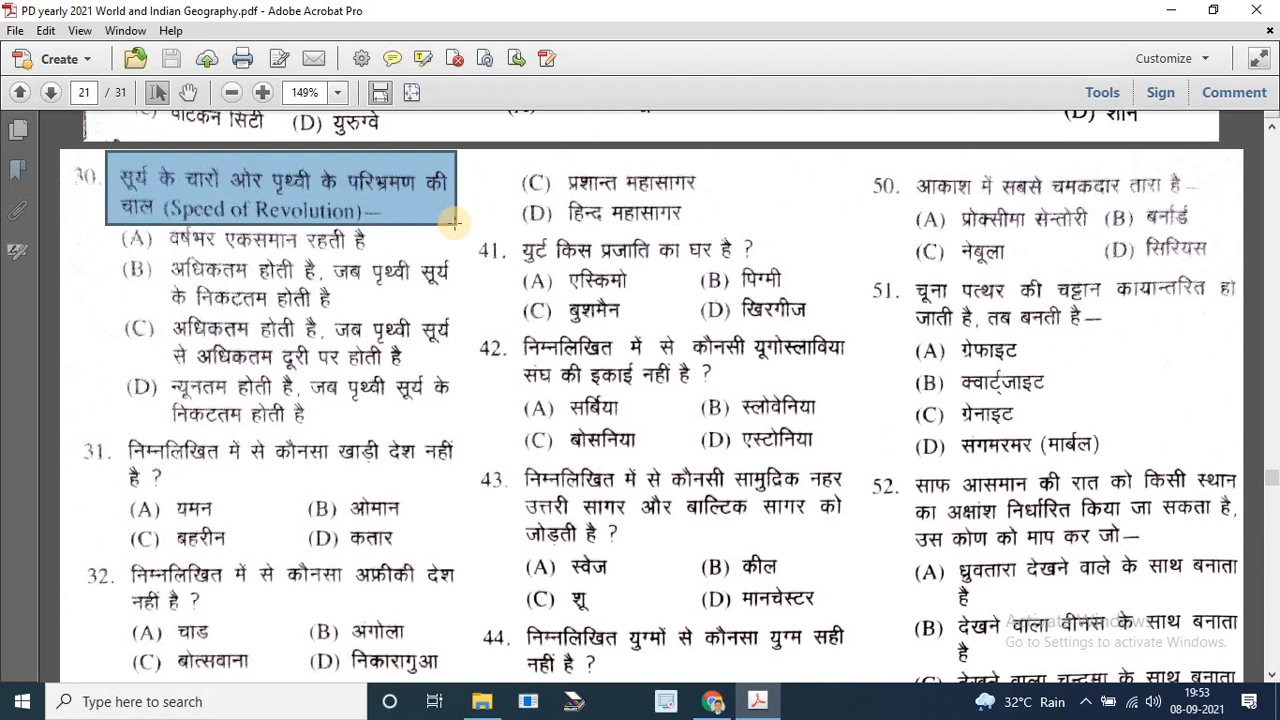 PD yearly 2021 World and Indian Geography.pdf - Adobe Acrobat Pro
File Edit View Window Help
Create
Customize
21 / 31
149%
Tools Sign Comment
वाटिकन सिटी (D) युरुग्वे
30. सूर्य के चारो ओर पृथ्वी के परिभ्रमण की
चाल (Speed of Revolution)—
(A) वर्षभर एकसमान रहती है
(B) अधिकतम होती है, जब पृथ्वी सूर्य
के निकटतम होती है
(C) अधिकतम होती है, जब पृथ्वी सूर्य
से अधिकतम दूरी पर होती है
(D) न्यूनतम होती है, जब पृथ्वी सूर्य के
निकटतम होती है
31. निम्नलिखित में से कौनसा खाड़ी देश नहीं
है ?
(A) यमन (B) ओमान
(C) बहरीन (D) कतार
32. निम्नलिखित में से कौनसा अफ्रीकी देश
नहीं है ?
(A) चाड (B) अंगोला
(C) बोत्सवाना (D) निकारागुआ
(C) प्रशान्त महासागर
(D) हिन्द महासागर
41. युर्ट किस प्रजाति का घर है ?
(A) एस्किमो (B) पिग्मी
(C) बुशमैन (D) खिरगीज
42. निम्नलिखित में से कौनसी यूगोस्लाविया
संघ की इकाई नहीं है ?
(A) सर्बिया (B) स्लोवेनिया
(C) बोसनिया (D) एस्टोनिया
43. निम्नलिखित में से कौनसी सामुद्रिक नहर
उत्तरी सागर और बाल्टिक सागर को
जोड़ती है ?
(A) स्वेज (B) कील
(C) शू (D) मानचेस्टर
44. निम्नलिखित युग्मों से कौनसा युग्म सही
नहीं है ?
50. आकाश में सबसे चमकदार तारा है—
(A) प्रोक्सीमा सेन्तोरी (B) बर्नार्ड
(C) नेबूला (D) सिरियस
51. चूना पत्थर की चट्टान कायान्तरित हो
जाती है, तब बनती है—
(A) ग्रेफाइट
(B) क्वार्ट्जाइट
(C) ग्रेनाइट
(D) संगमरमर (मार्बल)
52. साफ आसमान की रात को किसी स्थान
का अक्षांश निर्धारित किया जा सकता है,
उस कोण को माप कर जो—
(A) ध्रुवतारा देखने वाले के साथ बनाता
है
(B) देखने वाला वीनस के साथ बनाता
है
(C) देखने वाला चन्द्रमा के साथ बनाता
Activate Windows
Go to Settings to activate Windows.
Type here to search
32°C Rain
19:53
08-09-2021